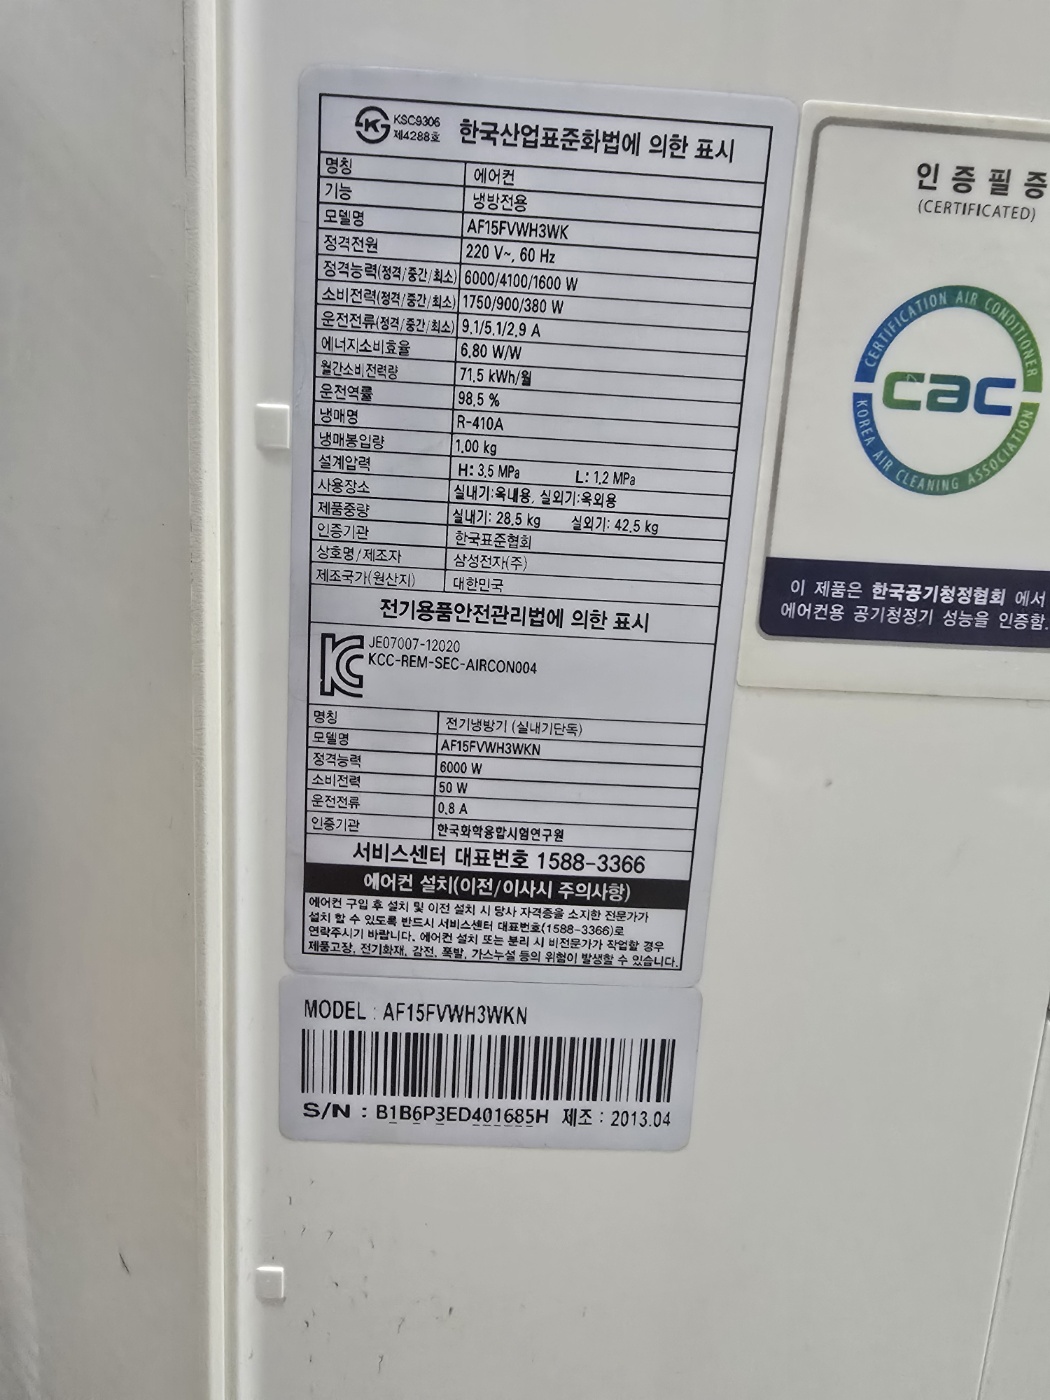 KSC9306
제4288호
한국산업표준화법에 의한 표시
명칭 에어컨
기능 냉방전용
모델명 AF15FVWH3WK
정격전원 220 V~, 60 Hz
정격능력(정격/중간/최소) 6000/4100/1600 W
소비전력(정격/중간/최소) 1750/900/380 W
운전전류(정격/중간/최소) 9.1/5.1/2.9 A
에너지소비효율 6.80 W/W
월간소비전력량 71.5 kWh/월
운전역률 98.5 %
냉매명 R-410A
냉매봉입량 1.00 kg
설계압력 H: 3.5 MPa L: 1.2 MPa
사용장소 실내기:옥내용, 실외기:옥외용
제품중량 실내기: 28.5 kg 실외기: 42.5 kg
인증기관 한국표준협회
상호명/제조자 삼성전자(주)
제조국가(원산지) 대한민국
전기용품안전관리법에 의한 표시
JE07007-12020
KCC-REM-SEC-AIRCON004
명칭 전기냉방기 (실내기단독)
모델명 AF15FVWH3WKN
정격능력 6000 W
소비전력 50 W
운전전류 0.8 A
인증기관 한국화학융합시험연구원
서비스센터 대표번호 1588-3366
에어컨 설치(이전/이사시 주의사항)
에어컨 구입 후 설치 및 이전 설치 시 당사 자격증을 소지한 전문가가
설치 할 수 있도록 반드시 서비스센터 대표번호(1588-3366)로
연락주시기 바랍니다. 에어컨 설치 또는 분리 시 비전문가가 작업할 경우
제품고장, 전기화재, 감전, 폭발, 가스누설 등의 위험이 발생할 수 있습니다.
MODEL : AF15FVWH3WKN
S/N : B1B6P3ED401685H 제조 : 2013.04
인증필증
(CERTIFICATED)
CERTIFICATION AIR CONDITIONER
cac
KOREA AIR CLEANING ASSOCIATION
이 제품은 한국공기청정협회 에서
에어컨용 공기청정기 성능을 인증함.